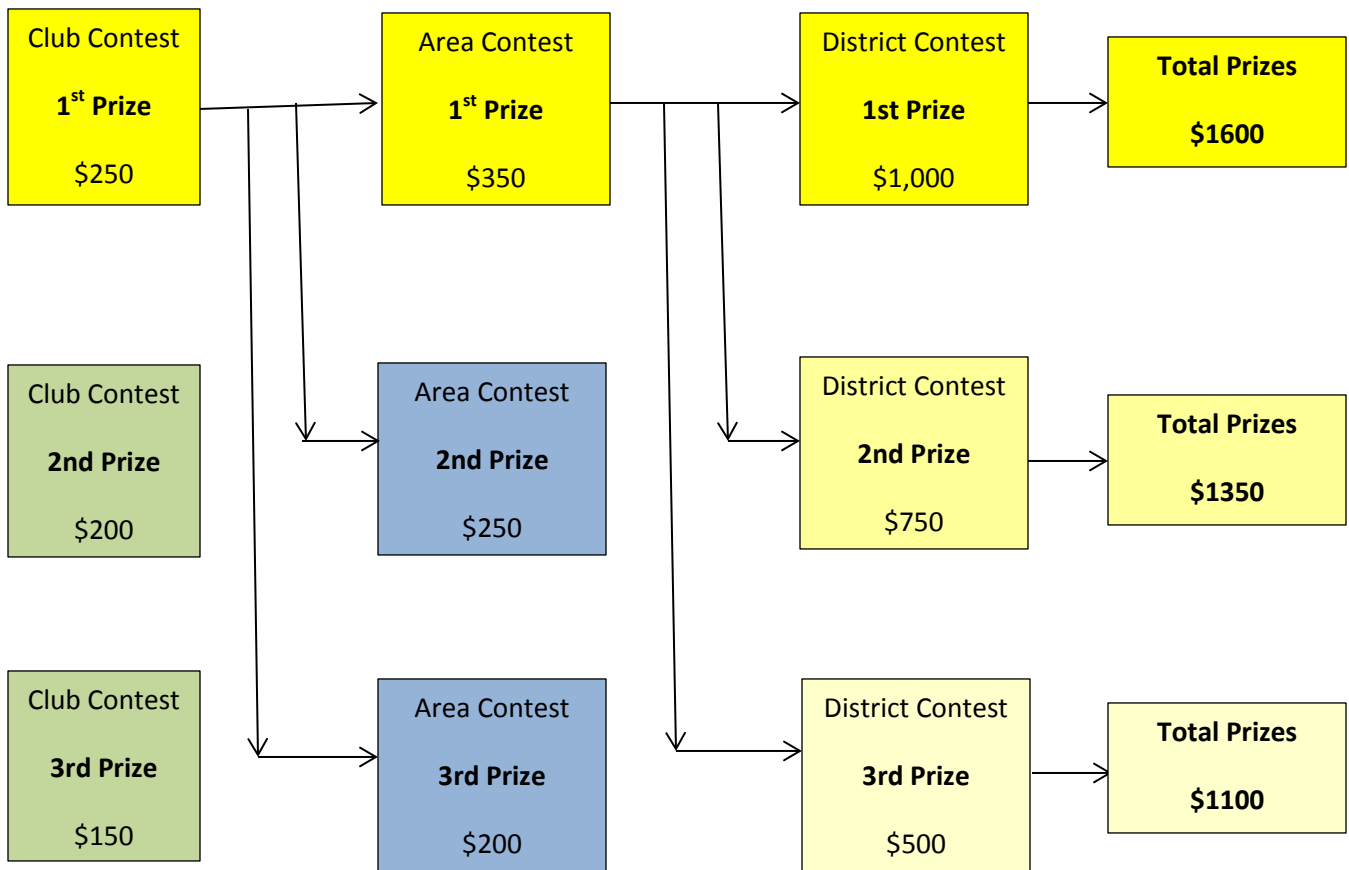 Club Contest
1st Prize
$250
Area Contest
1st Prize
$350
District Contest
1st Prize
$1,000
Total Prizes
$1600
Club Contest
2nd Prize
$200
Area Contest
2nd Prize
$250
District Contest
2nd Prize
$750
Total Prizes
$1350
Club Contest
3rd Prize
$150
Area Contest
3rd Prize
$200
District Contest
3rd Prize
$500
Total Prizes
$1100